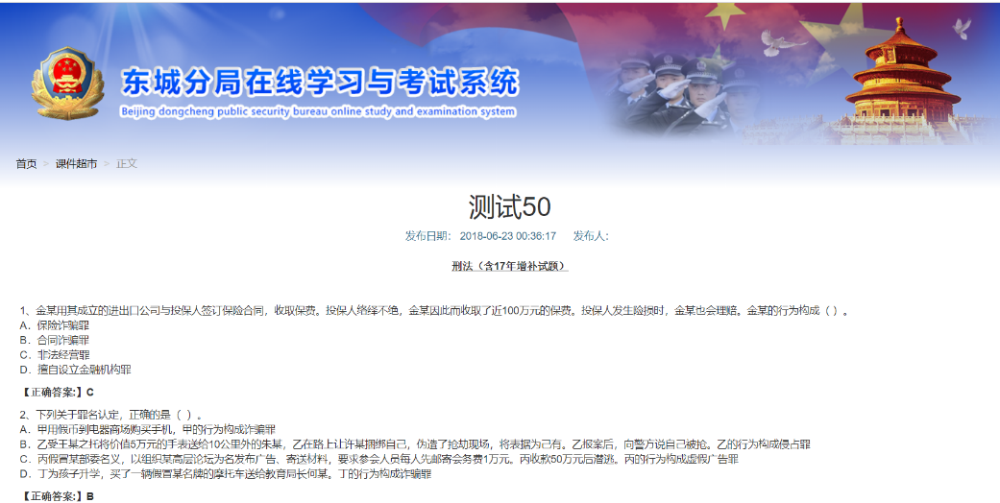 东城分局在线学习与考试系统
Beijing dongcheng public security bureau online study and examination system
首页 > 课件超市 > 正文
测试50
发布日期： 2018-06-23 00:36:17 发布人：
刑法（含17年增补试题）
1、金某用其成立的进出口公司与投保人签订保险合同，收取保费。投保人络绎不绝，金某因此而收取了近100万元的保费。投保人发生险损时，金某也会理赔。金某的行为构成（ ）。
A．保险诈骗罪
B．合同诈骗罪
C．非法经营罪
D．擅自设立金融机构罪
【正确答案:】C
2、下列关于罪名认定，正确的是（ ）。
A．甲用假币到电器商场购买手机，甲的行为构成诈骗罪
B．乙受王某之托将价值5万元的手表送给10公里外的朱某，乙在路上让许某捆绑自己，伪造了抢劫现场，将表据为己有。乙报案后，向警方说自己被抢。乙的行为构成侵占罪
C．丙假冒某部委名义，以组织某高层论坛为名发布广告、寄送材料，要求参会人员每人先邮寄会务费1万元。丙收款50万元后潜逃。丙的行为构成虚假广告罪
D．丁为孩子升学，买了一辆假冒某名牌的摩托车送给教育局长何某。丁的行为构成诈骗罪
【正确答案:】B